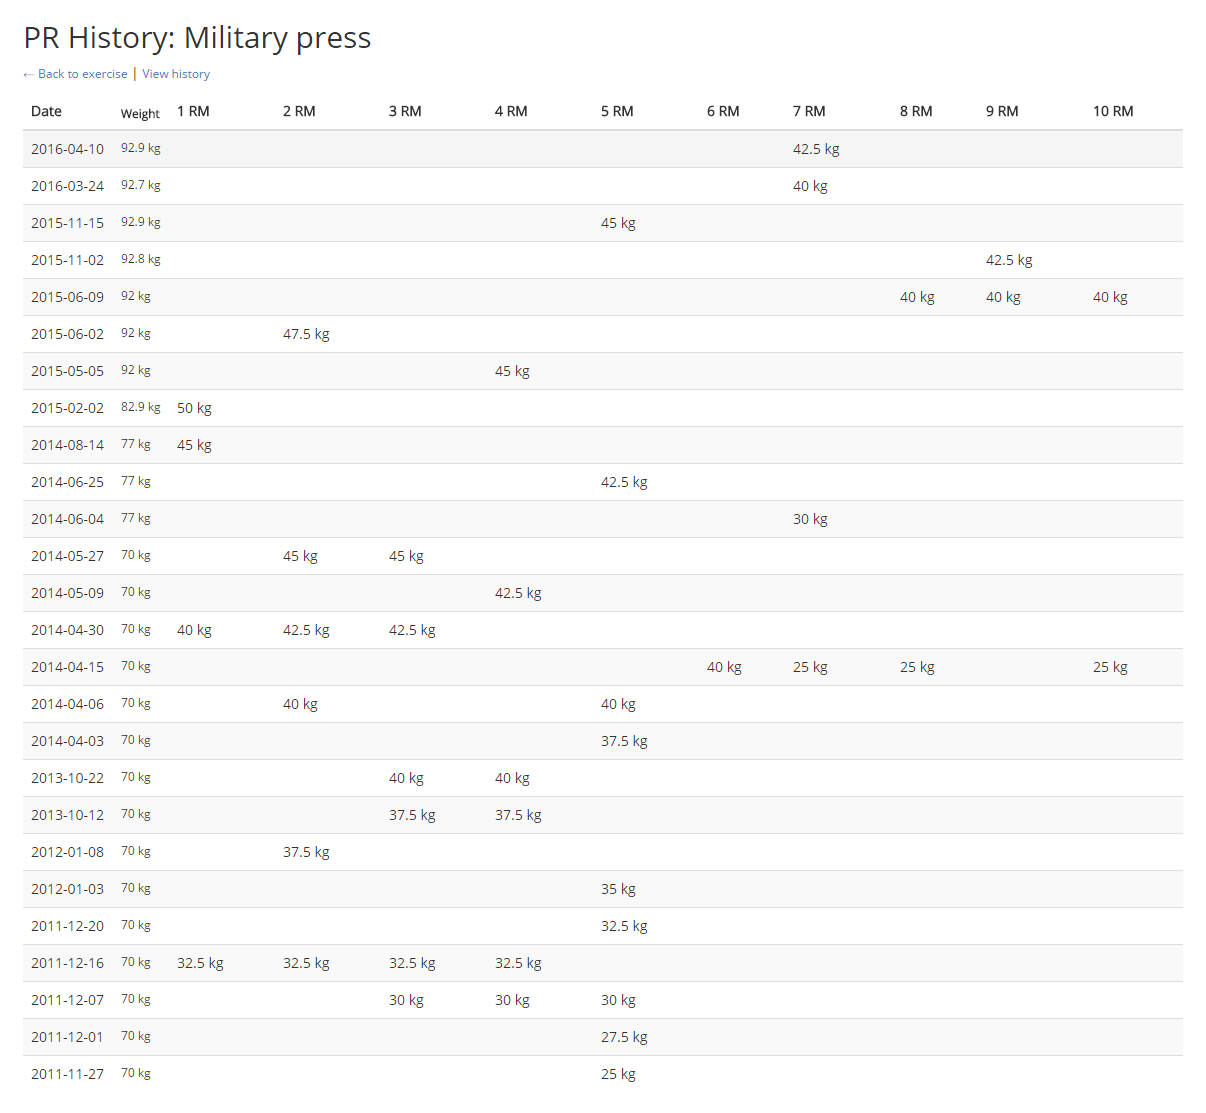 PR History: Military press
← Back to exercise | View history
Date Weight 1 RM 2 RM 3 RM 4 RM 5 RM 6 RM 7 RM 8 RM 9 RM 10 RM
2016-04-10 92.9 kg 42.5 kg
2016-03-24 92.7 kg 40 kg
2015-11-15 92.9 kg 45 kg
2015-11-02 92.8 kg 42.5 kg
2015-06-09 92 kg 40 kg 40 kg 40 kg
2015-06-02 92 kg 47.5 kg
2015-05-05 92 kg 45 kg
2015-02-02 82.9 kg 50 kg
2014-08-14 77 kg 45 kg
2014-06-25 77 kg 42.5 kg
2014-06-04 77 kg 30 kg
2014-05-27 70 kg 45 kg 45 kg
2014-05-09 70 kg 42.5 kg
2014-04-30 70 kg 40 kg 42.5 kg 42.5 kg
2014-04-15 70 kg 40 kg 25 kg 25 kg 25 kg
2014-04-06 70 kg 40 kg 40 kg
2014-04-03 70 kg 37.5 kg
2013-10-22 70 kg 40 kg 40 kg
2013-10-12 70 kg 37.5 kg 37.5 kg
2012-01-08 70 kg 37.5 kg
2012-01-03 70 kg 35 kg
2011-12-20 70 kg 32.5 kg
2011-12-16 70 kg 32.5 kg 32.5 kg 32.5 kg 32.5 kg
2011-12-07 70 kg 30 kg 30 kg 30 kg
2011-12-01 70 kg 27.5 kg
2011-11-27 70 kg 25 kg